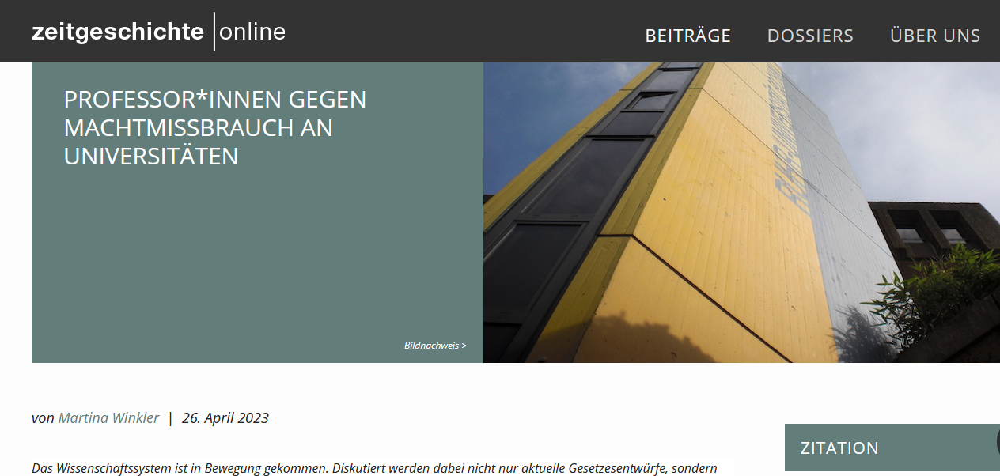 zeitgeschichte | online
BEITRÄGE DOSSIERS ÜBER UNS
PROFESSOR*INNEN GEGEN
MACHTMISSBRAUCH AN
UNIVERSITÄTEN
Bildnachweis >
von Martina Winkler | 26. April 2023
ZITATION
Das Wissenschaftssystem ist in Bewegung gekommen. Diskutiert werden dabei nicht nur aktuelle Gesetzesentwürfe, sondern